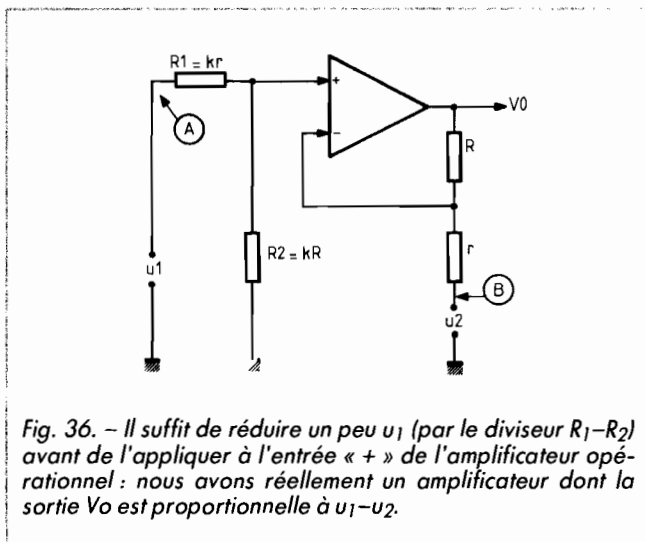 R1 = kr
A
+
V0
−
R
R2 = kR
r
u1
B
u2
Fig. 36. – Il suffit de réduire un peu u1 (par le diviseur R1–R2)
avant de l'appliquer à l'entrée « + » de l'amplificateur opé-
rationnel : nous avons réellement un amplificateur dont la
sortie Vo est proportionnelle à u1–u2.